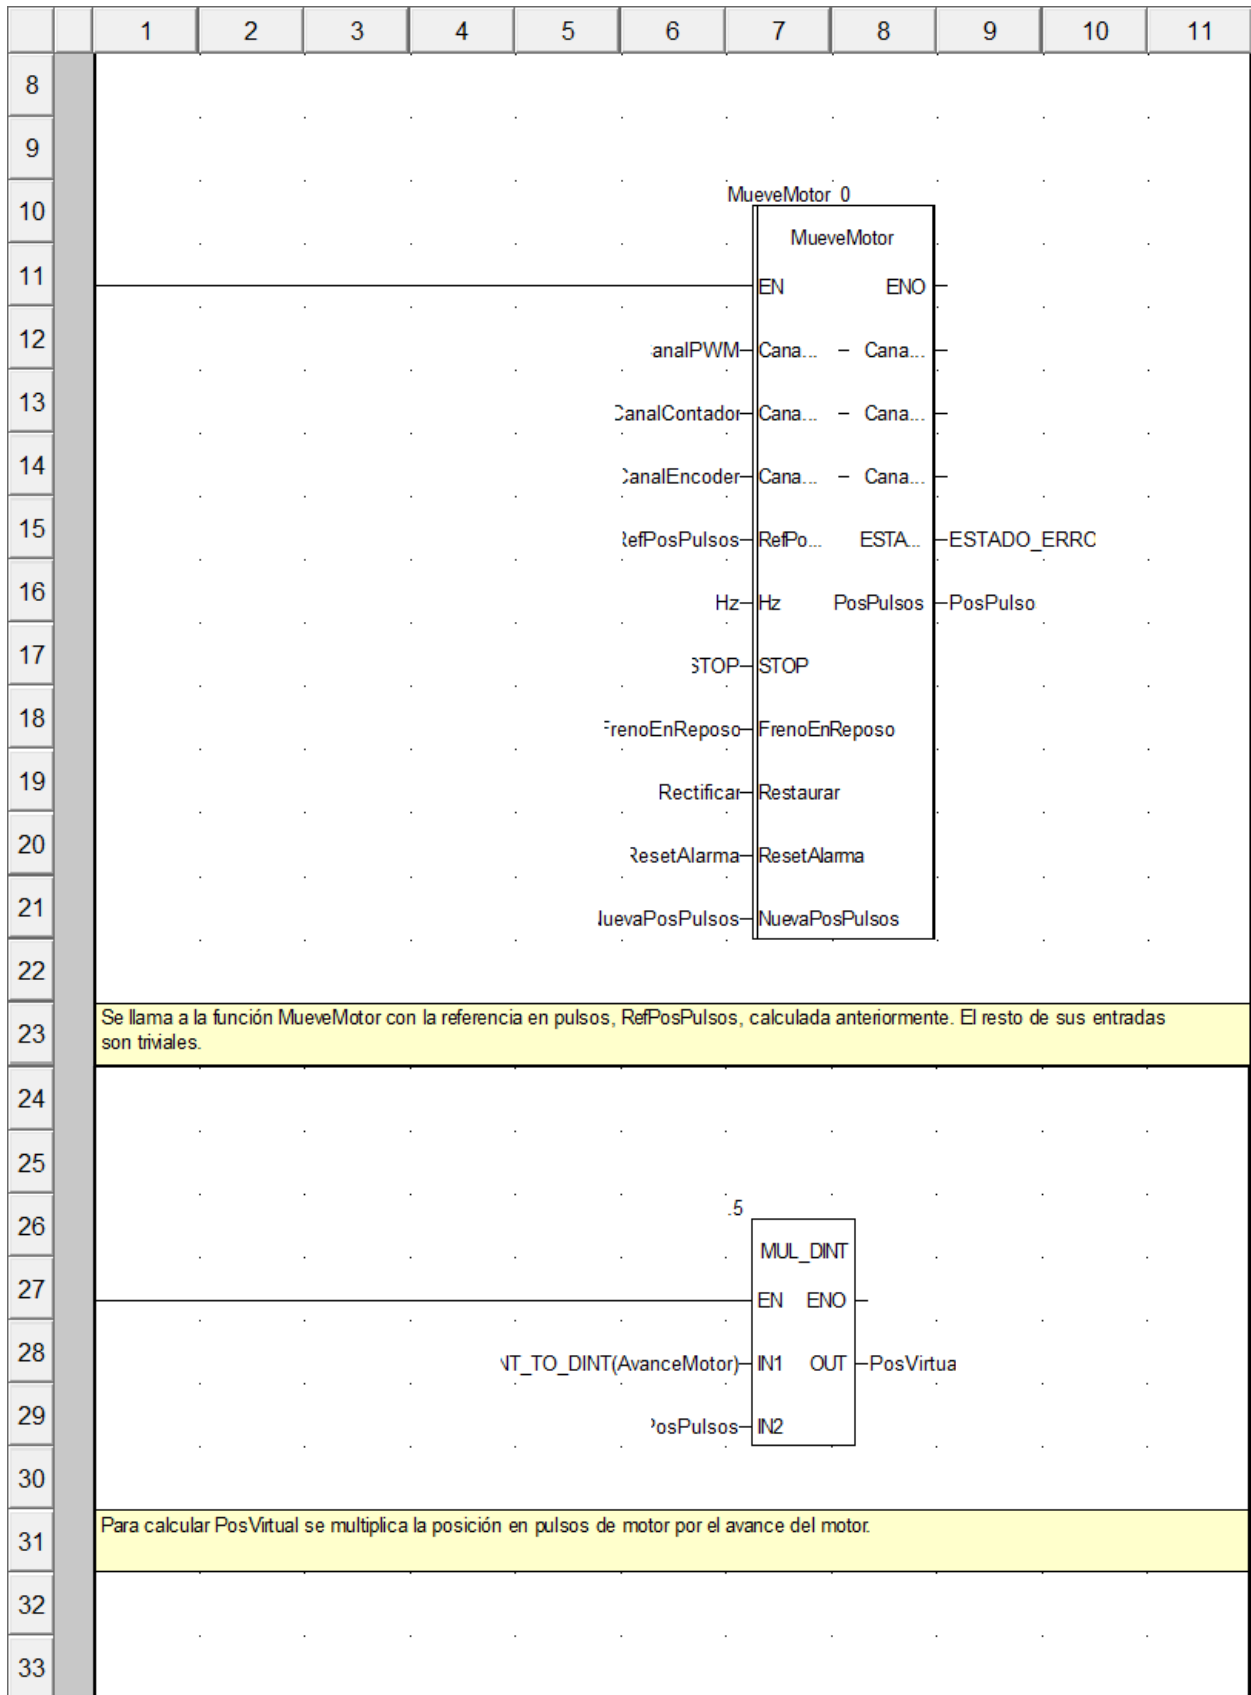 1 2 3 4 5 6 7 8 9 10 11
8
9
10 MueveMotor_0
MueveMotor
11 EN ENO
12 analPWM Cana... – Cana...
13 CanalContador Cana... – Cana...
14 CanalEncoder Cana... – Cana...
15 RefPosPulsos RefPo... ESTA... ESTADO_ERRO
16 Hz Hz PosPulsos PosPulso
17 STOP STOP
18 FrenoEnReposo FrenoEnReposo
19 Rectificar Restaurar
20 ResetAlarma ResetAlarma
21 NuevaPosPulsos NuevaPosPulsos
22
23 Se llama a la función MueveMotor con la referencia en pulsos, RefPosPulsos, calculada anteriormente. El resto de sus entradas
son triviales.
24
25
26 .5
MUL_DINT
27 EN ENO
28 NT_TO_DINT(AvanceMotor) IN1 OUT PosVirtua
29 PosPulsos IN2
30
31 Para calcular PosVirtual se multiplica la posición en pulsos de motor por el avance del motor.
32
33